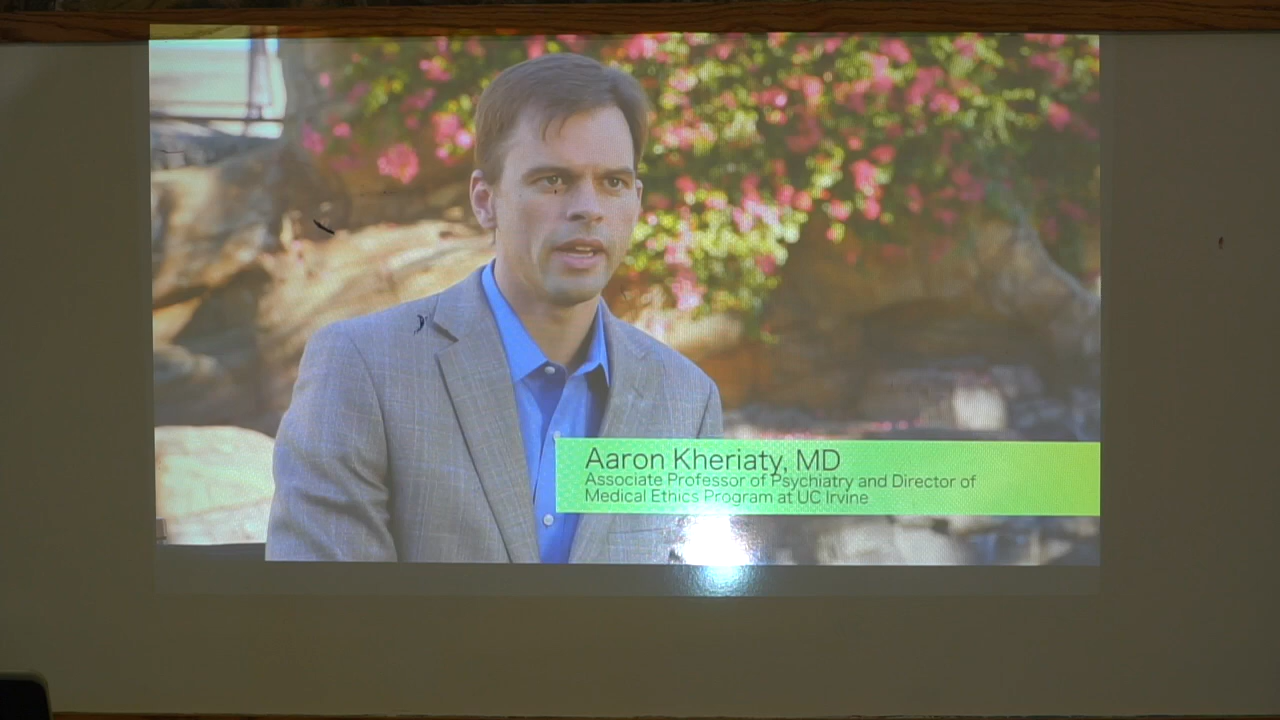 Aaron Kheriaty, MD
Associate Professor of Psychiatry and Director of
Medical Ethics Program at UC Irvine